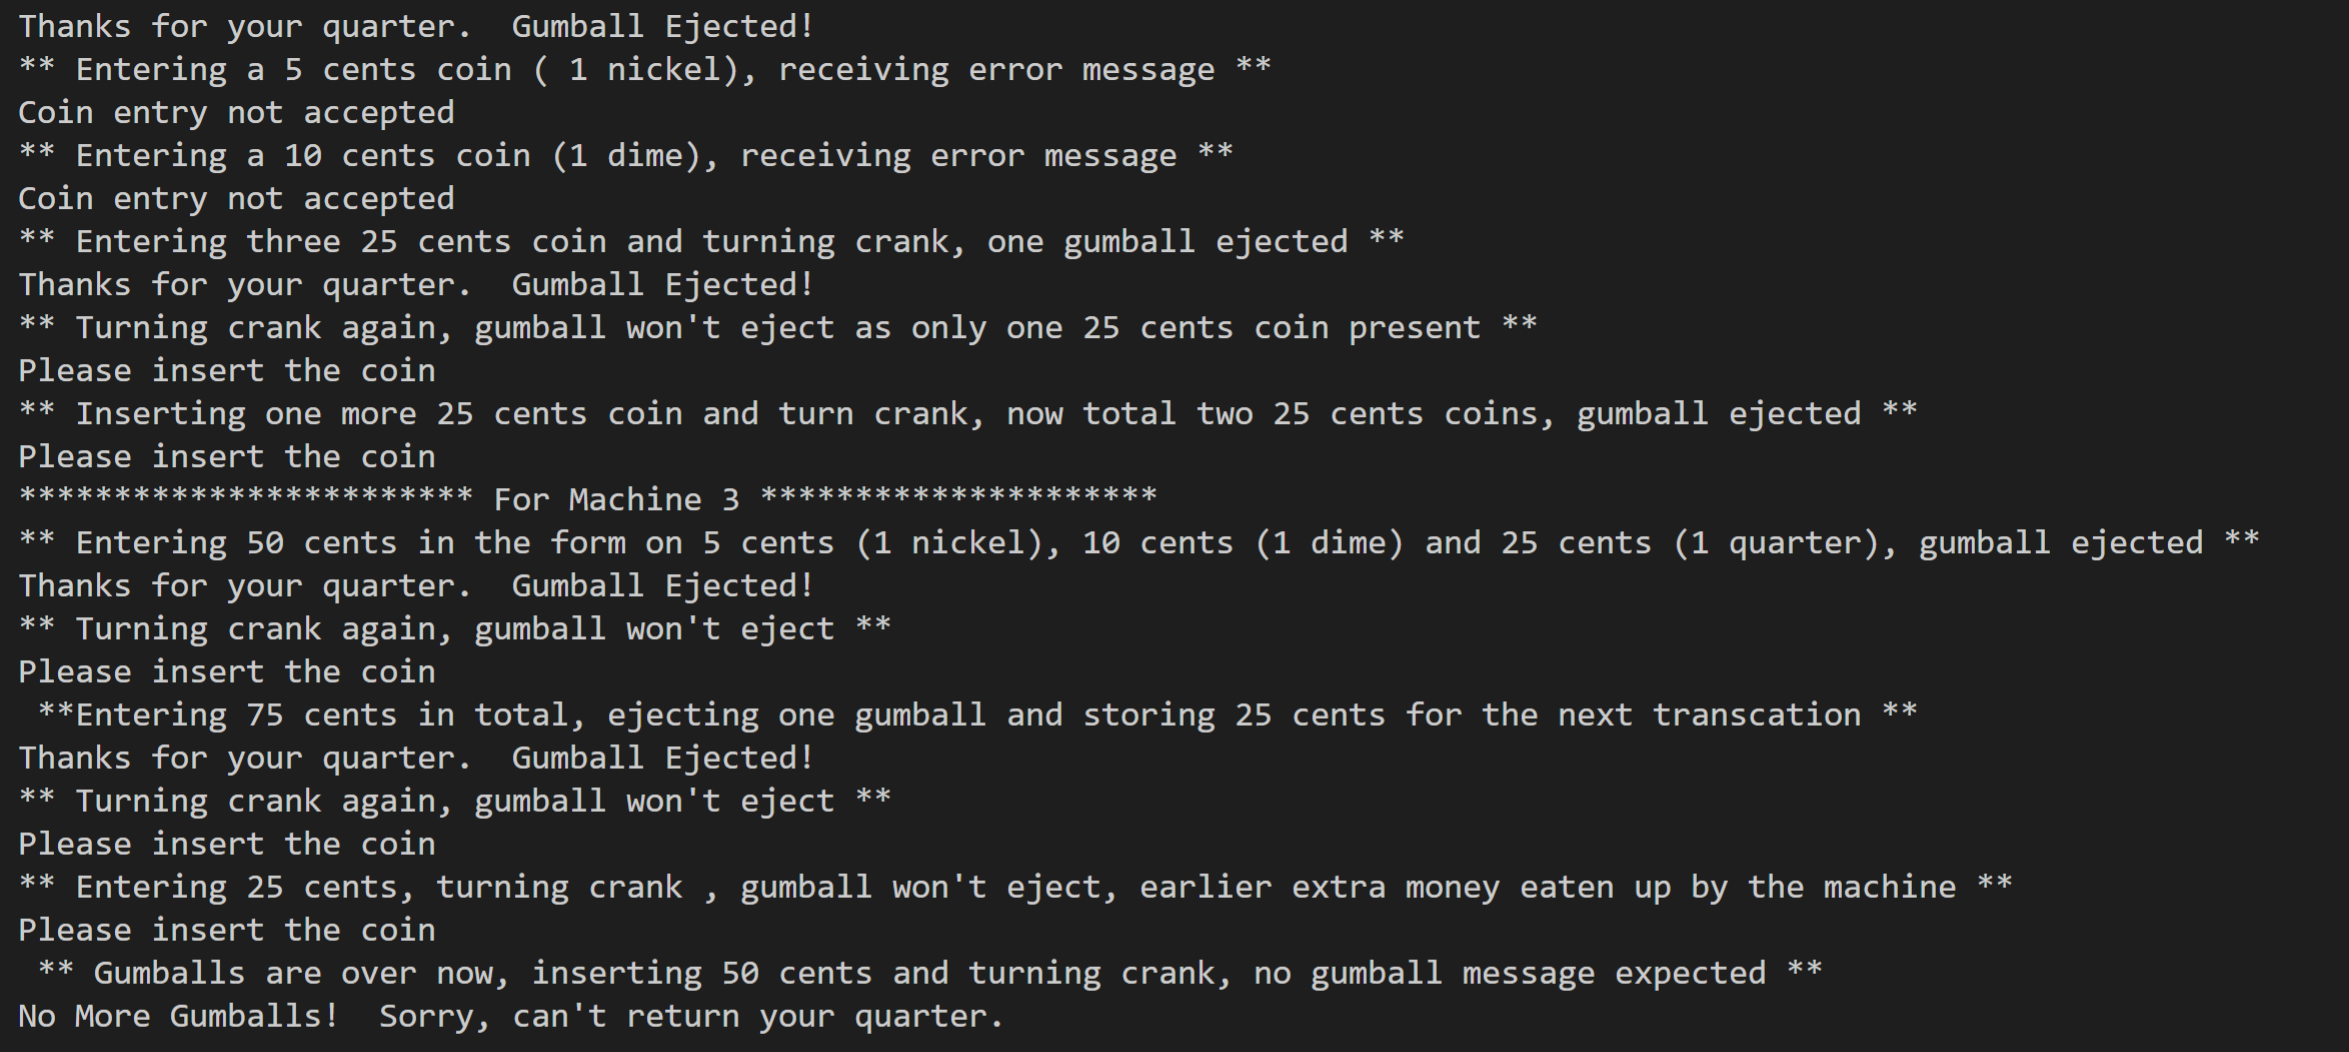 Thanks for your quarter.  Gumball Ejected!
** Entering a 5 cents coin ( 1 nickel), receiving error message **
Coin entry not accepted
** Entering a 10 cents coin (1 dime), receiving error message **
Coin entry not accepted
** Entering three 25 cents coin and turning crank, one gumball ejected **
Thanks for your quarter.  Gumball Ejected!
** Turning crank again, gumball won't eject as only one 25 cents coin present **
Please insert the coin
** Inserting one more 25 cents coin and turn crank, now total two 25 cents coins, gumball ejected **
Please insert the coin
************************ For Machine 3 *********************
** Entering 50 cents in the form on 5 cents (1 nickel), 10 cents (1 dime) and 25 cents (1 quarter), gumball ejected **
Thanks for your quarter.  Gumball Ejected!
** Turning crank again, gumball won't eject **
Please insert the coin
 **Entering 75 cents in total, ejecting one gumball and storing 25 cents for the next transcation **
Thanks for your quarter.  Gumball Ejected!
** Turning crank again, gumball won't eject **
Please insert the coin
** Entering 25 cents, turning crank , gumball won't eject, earlier extra money eaten up by the machine **
Please insert the coin
 ** Gumballs are over now, inserting 50 cents and turning crank, no gumball message expected **
No More Gumballs!  Sorry, can't return your quarter.